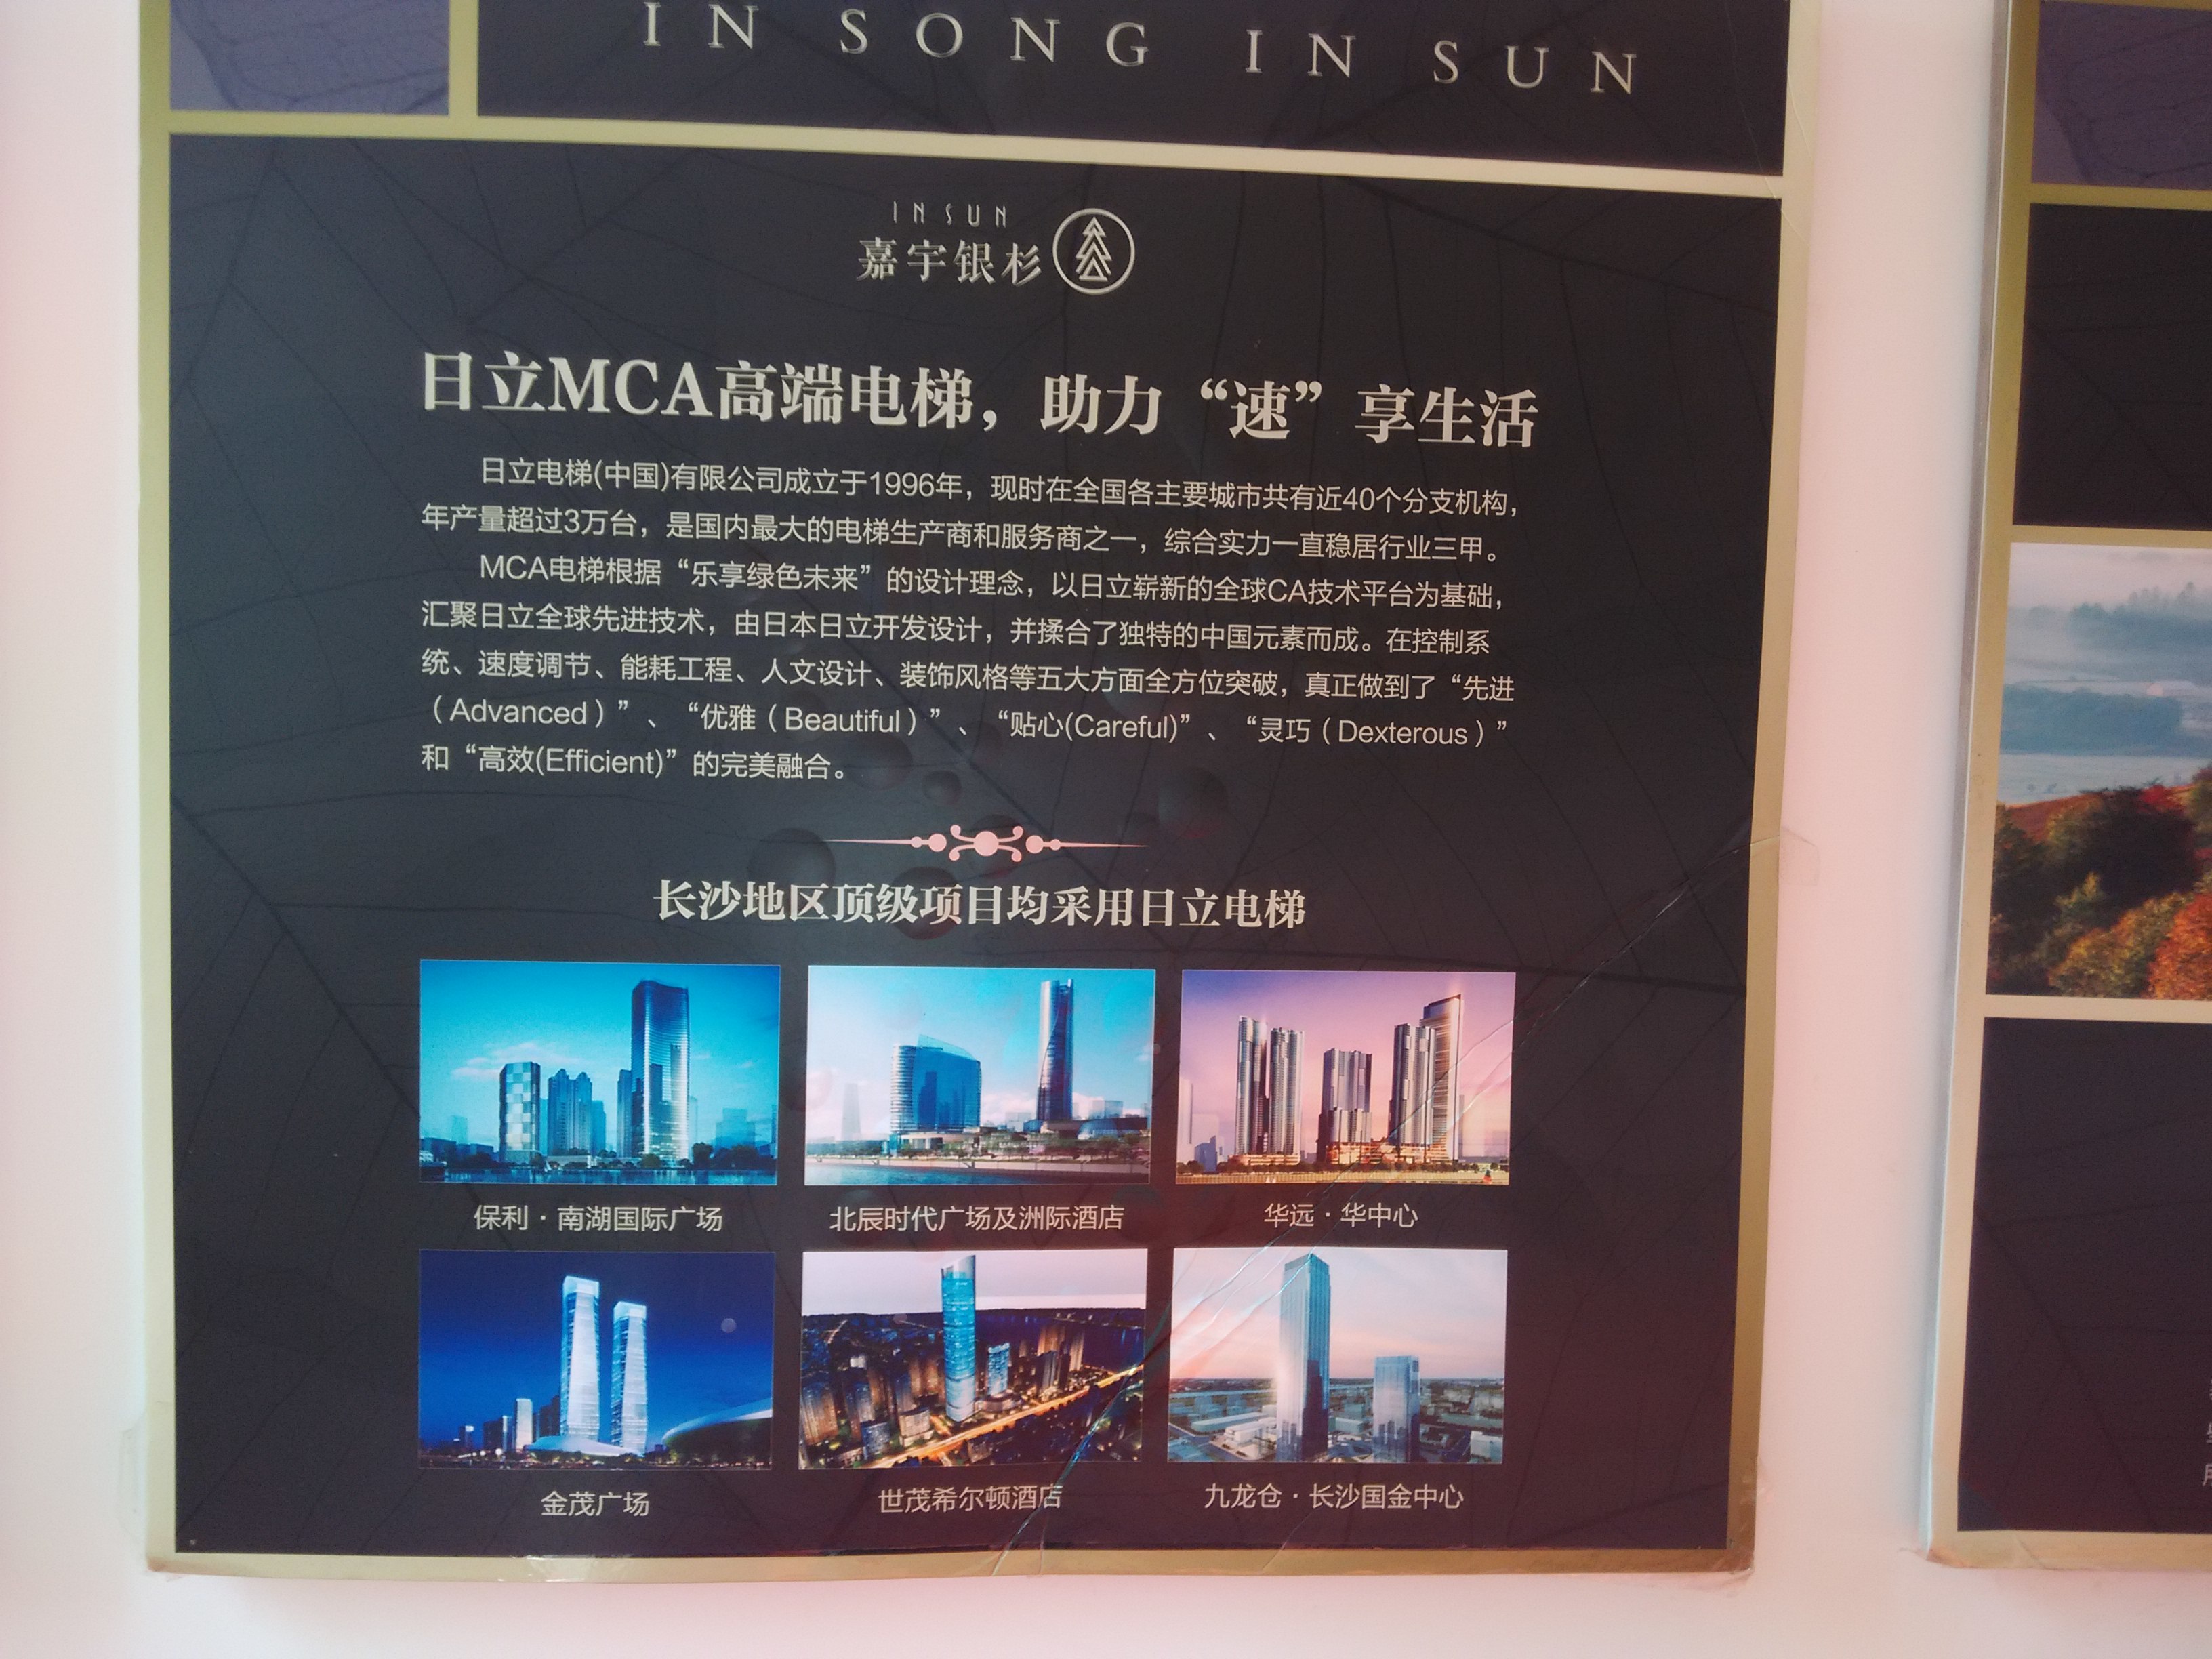 IN SONG IN SUN
INSUN
嘉宇银杉
日立MCA高端电梯，助力“速”享生活
日立电梯(中国)有限公司成立于1996年，现时在全国各主要城市共有近40个分支机构，
年产量超过3万台，是国内最大的电梯生产商和服务商之一，综合实力一直稳居行业三甲。
MCA电梯根据“乐享绿色未来”的设计理念，以日立崭新的全球CA技术平台为基础，
汇聚日立全球先进技术，由日本日立开发设计，并揉合了独特的中国元素而成。在控制系
统、速度调节、能耗工程、人文设计、装饰风格等五大方面全方位突破，真正做到了“先进
（Advanced）”、“优雅（Beautiful）”、“贴心(Careful)”、“灵巧（Dexterous）”
和“高效(Efficient)”的完美融合。
长沙地区顶级项目均采用日立电梯
保利·南湖国际广场
北辰时代广场及洲际酒店
华远·华中心
金茂广场
世茂希尔顿酒店
九龙仓·长沙国金中心